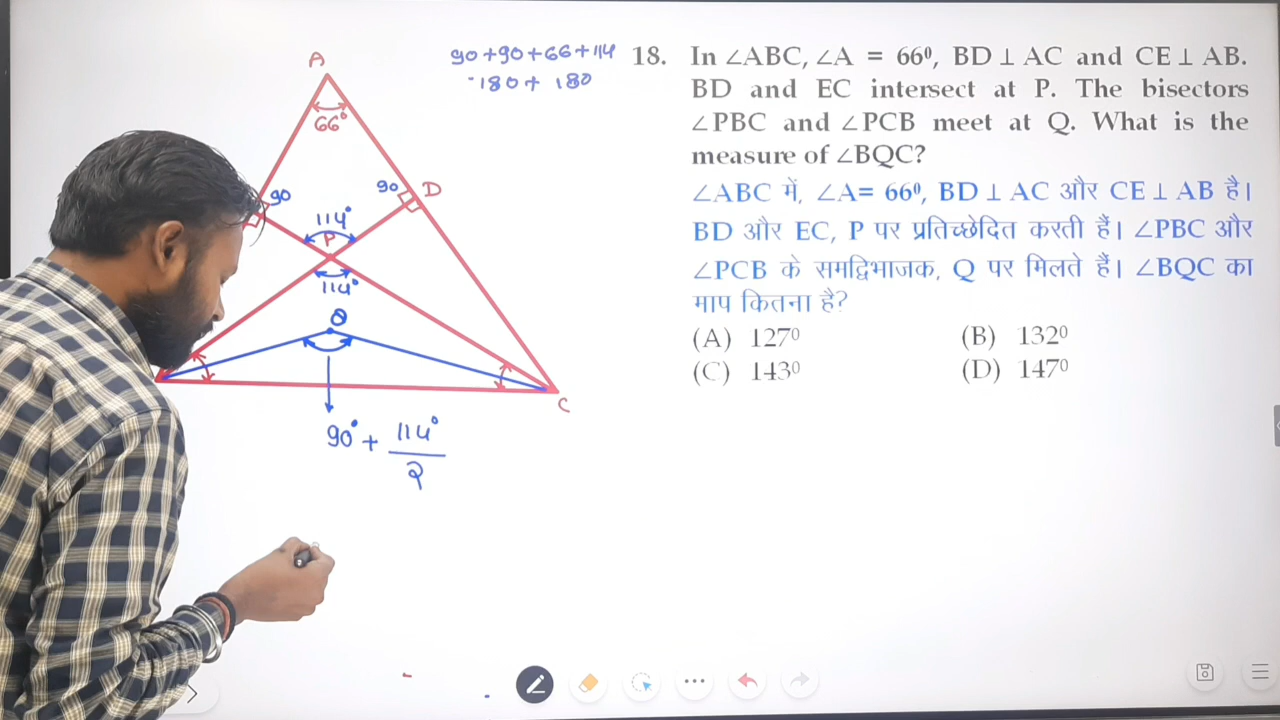 A
66°
90
90
D
114°
P
114°
Q
C
90° + 114°
2
90+90+66+114
180+ 180
18. In ∠ABC, ∠A = 66⁰, BD ⊥ AC and CE ⊥ AB.
BD and EC intersect at P. The bisectors
∠PBC and ∠PCB meet at Q. What is the
measure of ∠BQC?
∠ABC में, ∠A= 66⁰, BD ⊥ AC और CE ⊥ AB है।
BD और EC, P पर प्रतिच्छेदित करती हैं। ∠PBC और
∠PCB के समद्विभाजक, Q पर मिलते हैं। ∠BQC का
माप कितना है?
(A) 127⁰ (B) 132⁰
(C) 143⁰ (D) 147⁰